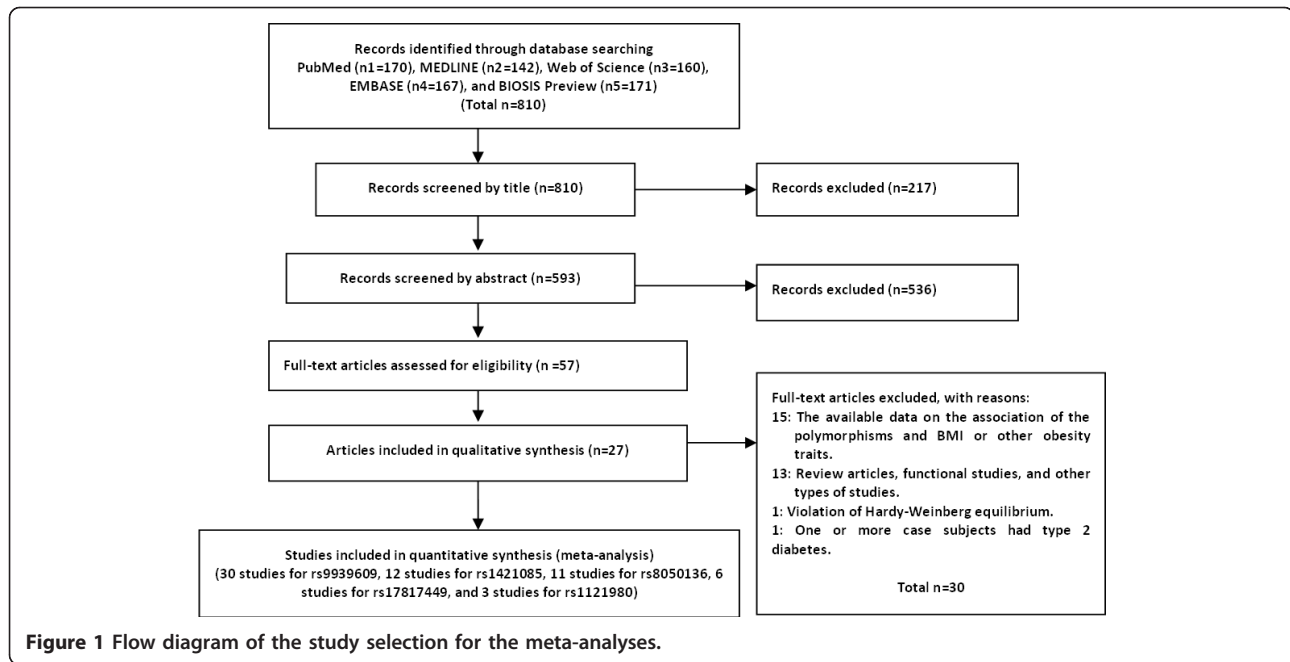 Records identified through database searching
PubMed (n1=170), MEDLINE (n2=142), Web of Science (n3=160),
EMBASE (n4=167), and BIOSIS Preview (n5=171)
(Total n=810)
Records screened by title (n=810)
Records excluded (n=217)
Records screened by abstract (n=593)
Records excluded (n=536)
Full-text articles assessed for eligibility (n =57)
Full-text articles excluded, with reasons:
15: The available data on the association of the
polymorphisms and BMI or other obesity
traits.
13: Review articles, functional studies, and other
types of studies.
1: Violation of Hardy-Weinberg equilibrium.
1: One or more case subjects had type 2
diabetes.
Total n=30
Articles included in qualitative synthesis (n=27)
Studies included in quantitative synthesis (meta-analysis)
(30 studies for rs9939609, 12 studies for rs1421085, 11 studies for rs8050136, 6
studies for rs17817449, and 3 studies for rs1121980)
Figure 1 Flow diagram of the study selection for the meta-analyses.